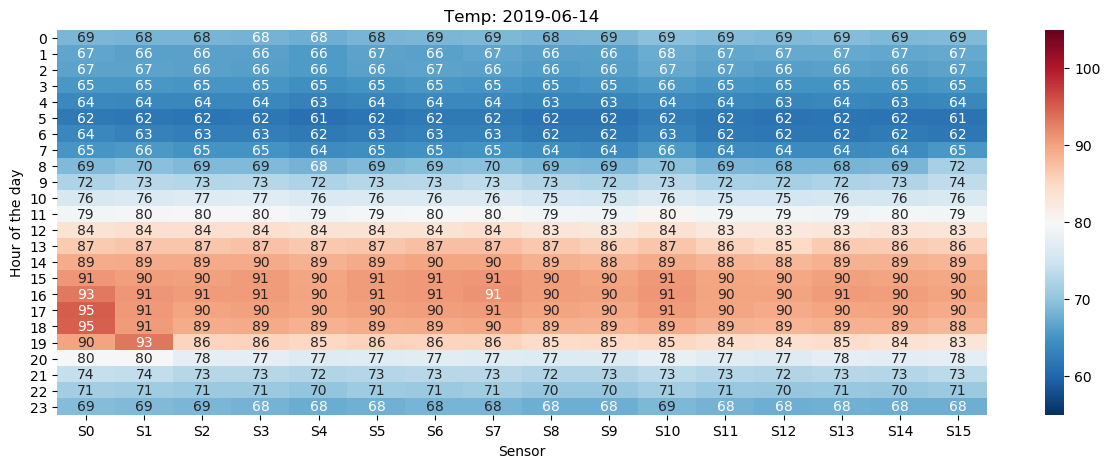 Temp: 2019-06-14
Hour of the day
0 69 68 68 68 68 68 69 69 68 69 69 69 69 69 69 69
1 67 66 66 66 66 67 66 67 66 66 68 67 67 67 67 67
2 67 67 66 66 66 66 67 66 66 66 67 67 66 66 66 67
3 65 65 65 65 65 65 65 65 65 65 66 65 65 65 65 65
4 64 64 64 64 63 64 64 64 63 63 64 64 63 64 63 64
5 62 62 62 62 61 62 62 62 62 62 62 62 62 62 62 61
6 64 63 63 63 62 63 63 63 62 62 63 62 62 62 62 62
7 65 66 65 65 64 65 65 65 64 64 66 64 64 64 64 65
8 69 70 69 69 68 69 69 70 69 69 70 69 68 68 69 72
9 72 73 73 73 72 73 73 73 73 72 73 72 72 72 73 74
10 76 76 77 77 76 76 76 76 75 75 76 75 75 76 76 76
11 79 80 80 80 79 79 80 80 79 79 80 79 79 79 80 79
12 84 84 84 84 84 84 84 84 83 83 84 83 83 83 83 83
13 87 87 87 87 87 87 87 87 87 86 87 86 85 86 86 86
14 89 89 89 90 89 89 90 90 89 88 89 88 88 89 89 89
15 91 90 90 91 90 91 91 91 90 90 91 90 90 90 90 90
16 93 91 91 91 90 91 91 91 90 90 91 90 90 91 90 90
17 95 91 90 90 90 90 90 91 90 90 91 90 90 90 90 90
18 95 91 89 89 89 89 89 90 89 89 89 89 89 89 89 88
19 90 93 86 86 85 86 86 86 85 85 85 84 84 85 84 83
20 80 80 78 77 77 77 77 77 77 77 78 77 77 78 77 78
21 74 74 73 73 72 73 73 73 72 73 74 73 72 73 73 73
22 71 71 71 71 70 71 71 71 70 70 71 71 70 71 70 71
23 69 69 69 68 68 68 68 68 68 68 69 68 68 68 68 68
S0 S1 S2 S3 S4 S5 S6 S7 S8 S9 S10 S11 S12 S13 S14 S15
Sensor
100
90
80
70
60